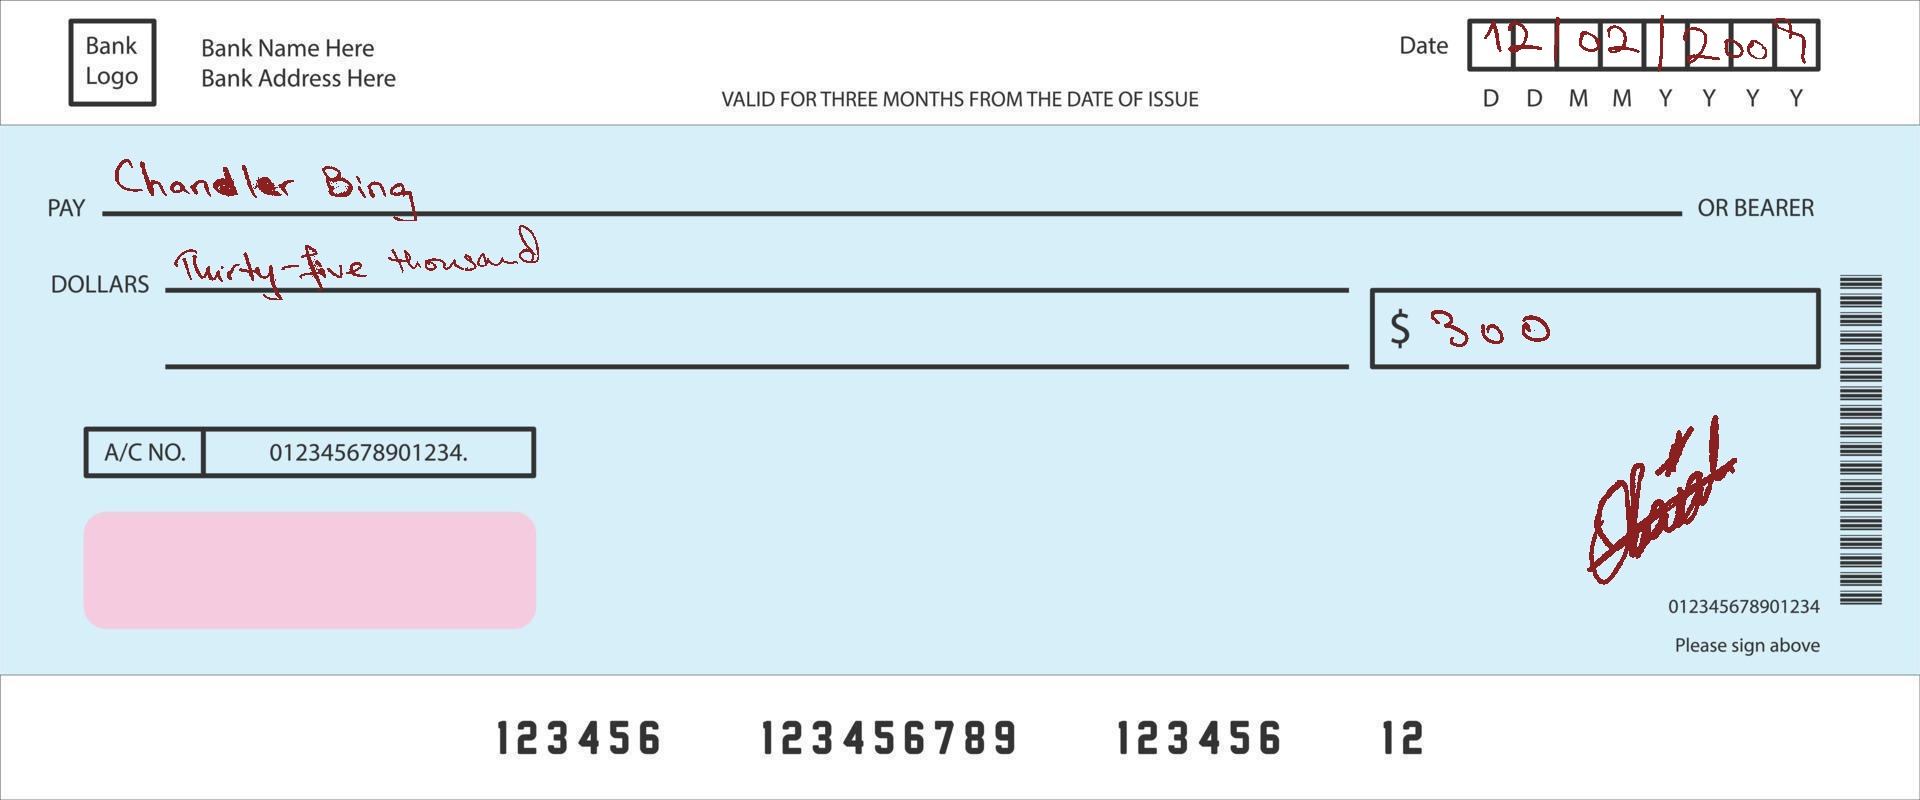 Bank
Logo
Bank Name Here
Bank Address Here
VALID FOR THREE MONTHS FROM THE DATE OF ISSUE
Date 12/02/2007
D D M M Y Y Y Y
PAY Chandler Bing OR BEARER
DOLLARS Thirty-five thousand
$ 300
A/C NO. 012345678901234.
012345678901234
Please sign above
123456 123456789 123456 12